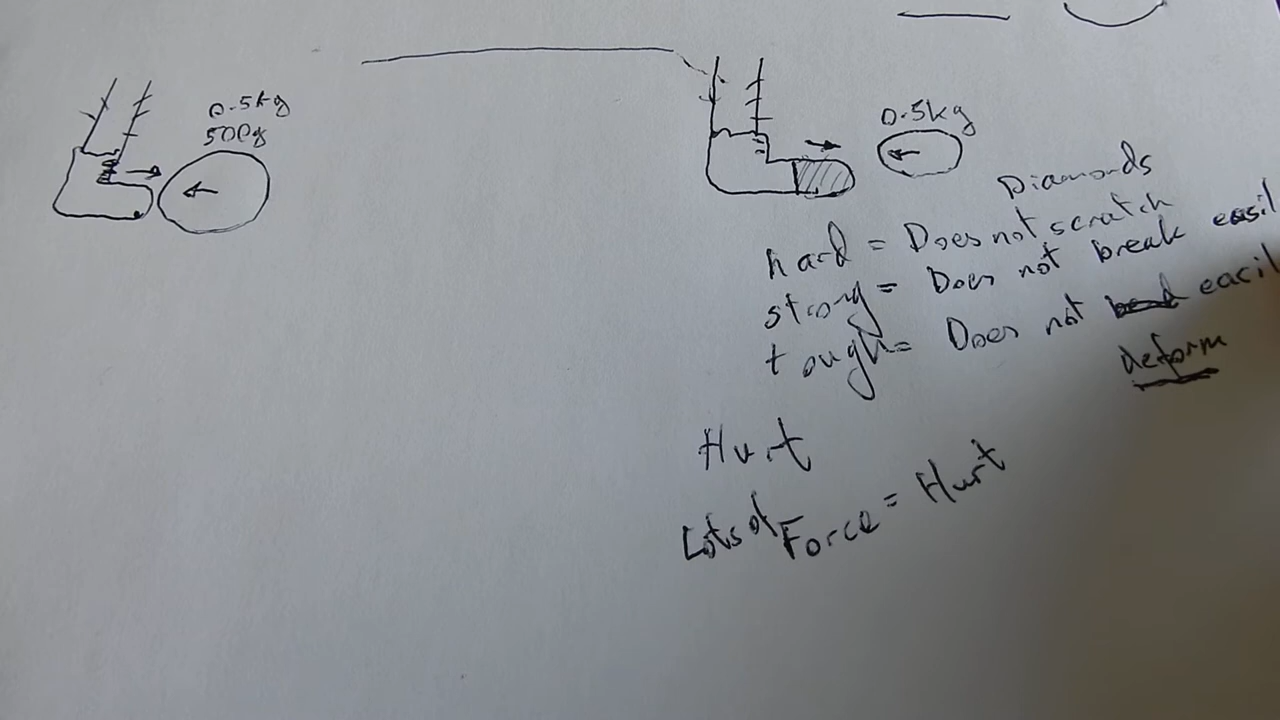 0.5kg
500g
0.5kg
Diamonds
hard = Does not scratch
strong = Does not break easil
tough= Does not easil
deform
Hurt
Lots of Force = Hurt